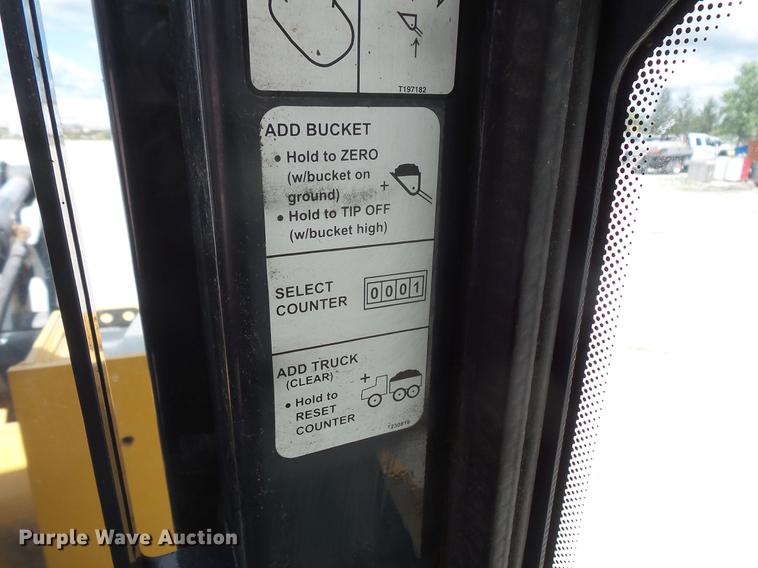 T197182
ADD BUCKET
• Hold to ZERO
(w/bucket on
ground)
+
• Hold to TIP OFF
(w/bucket high)
SELECT
COUNTER
0001
ADD TRUCK
(CLEAR)
+
• Hold to
RESET
COUNTER
T230819
Purple Wave Auction